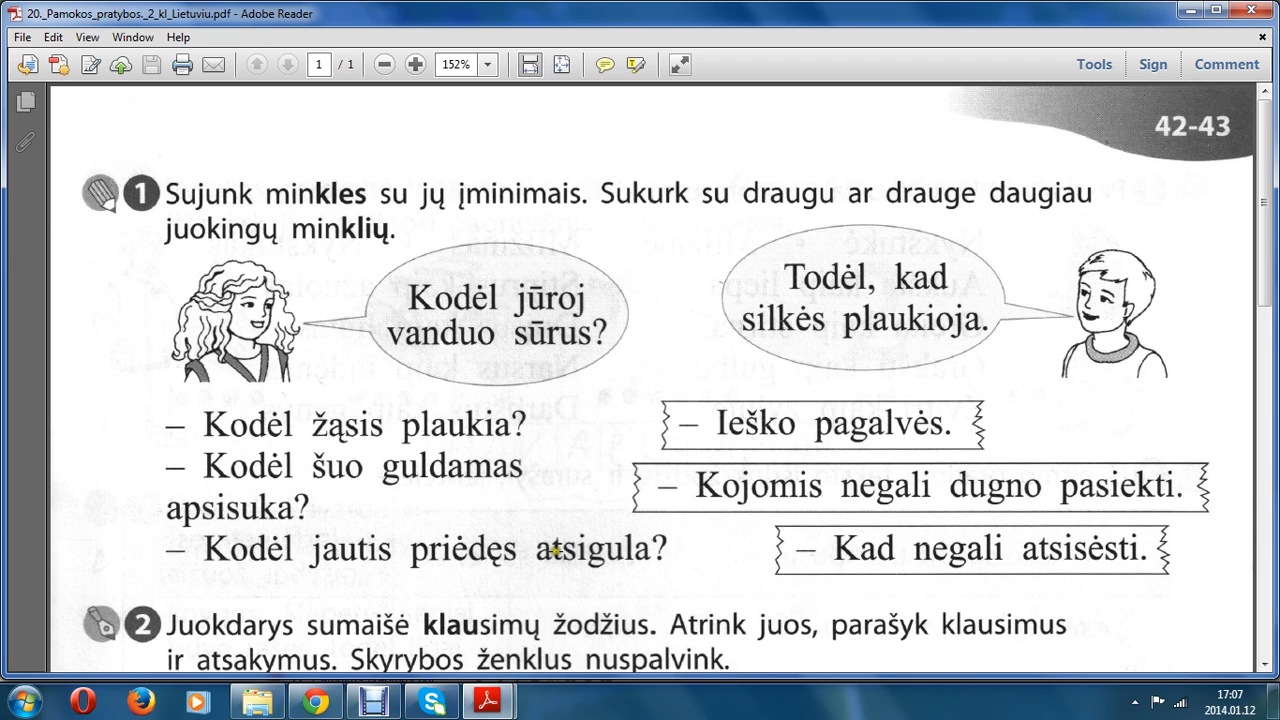 20._Pamokos_pratybos._2_kl_Lietuviu.pdf - Adobe Reader
File Edit View Window Help
1 / 1 152% Tools Sign Comment
42-43
1 Sujunk minkles su jų įminimais. Sukurk su draugu ar drauge daugiau
juokingų minklių.
Kodėl jūroj
vanduo sūrus?
Todėl, kad
silkės plaukioja.
– Kodėl žąsis plaukia?
– Kodėl šuo guldamas
apsisuka?
– Kodėl jautis priėdęs atsigula?
– Ieško pagalvės.
– Kojomis negali dugno pasiekti.
– Kad negali atsisėsti.
2 Juokdarys sumaišė klausimų žodžius. Atrink juos, parašyk klausimus
ir atsakymus. Skyrybos ženklus nuspalvink.
17:07
2014.01.12